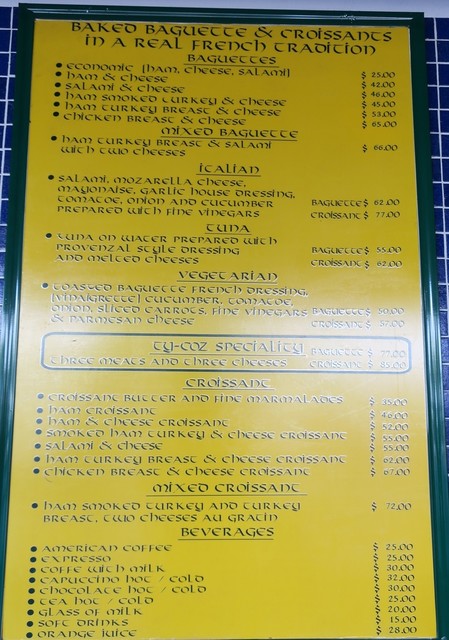 BAKED BAGUETTE & CROISSANTS
IN A REAL FRENCH TRADITION
BAGUETTES
• ECONOMIC (HAM, CHEESE, SALAMI) $ 25.00
• HAM & CHEESE $ 42.00
• SALAMI & CHEESE $ 46.00
• HAM SMOKED TURKEY & CHEESE $ 45.00
• HAM TURKEY BREAST & CHEESE $ 53.00
• CHICKEN BREAST & CHEESE $ 65.00
MIXED BAGUETTE
• HAM TURKEY BREAST & SALAMI
WITH TWO CHEESES $ 66.00
ITALIAN
• SALAMI, MOZARELLA CHEESE,
MAYONAISE, GARLIC HOUSE DRESSING,
TOMATOE, ONION AND CUCUMBER BAGUETTE $ 62.00
PREPARED WITH FINE VINEGARS CROISSANT $ 77.00
TUNA
• TUNA ON WATER PREPARED WITH
PROVENZAL STYLE DRESSING BAGUETTE $ 55.00
AND MELTED CHEESES CROISSANT $ 62.00
VEGETARIAN
• TOASTED BAGUETTE FRENCH DRESSING,
(VINAIGRETTE) CUCUMBER, TOMATOE,
ONION, SLICED CARROTS, FINE VINEGARS BAGUETTE $ 50.00
& PARMESAN CHEESE CROISSANT $ 57.00
TY-COZ SPECIALITY BAGUETTE $ 77.00
THREE MEATS AND THREE CHEESES CROISSANT $ 85.00
CROISSANT
• CROISSANT BUTTER AND FINE MARMALADES $ 35.00
• HAM CROISSANT $ 46.00
• HAM & CHEESE CROISSANT $ 52.00
• SMOKED HAM TURKEY & CHEESE CROISSANT $ 55.00
• SALAMI & CHEESE $ 55.00
• HAM TURKEY BREAST & CHEESE CROISSANT $ 62.00
• CHICKEN BREAST & CHEESE CROISSANT $ 67.00
MIXED CROISSANT
• HAM SMOKED TURKEY AND TURKEY $ 72.00
BREAST, TWO CHEESES AU GRATIN
BEVERAGES
• AMERICAN COFFEE $ 25.00
• EXPRESSO $ 25.00
• COFFE WITH MILK $ 30.00
• CAPUCCINO HOT / COLD $ 32.00
• CHOCOLATE HOT / COLD $ 30.00
• TEA HOT / COLD $ 25.00
• GLASS OF MILK $ 20.00
• SOFT DRINKS $ 15.00
• ORANGE JUICE $ 28.00